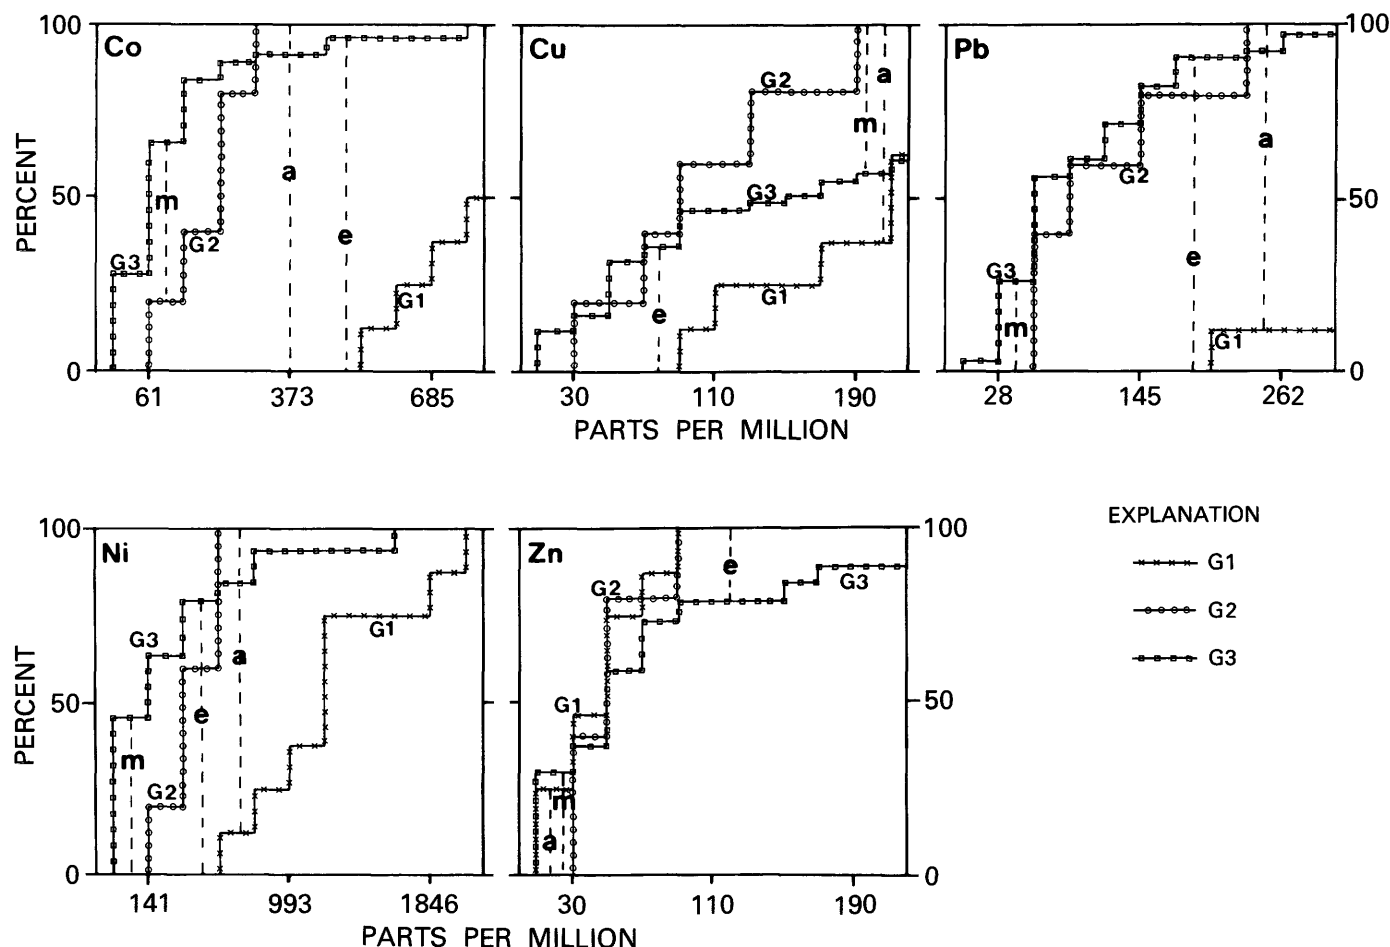 Co
Cu
Pb
100
50
0
PERCENT
G3
m
G2
a
e
G1
G2
a
m
G3
e
G1
G3
m
G2
e
a
G1
100
50
0
61 373 685
30 110 190
28 145 262
PARTS PER MILLION
Ni
Zn
100
50
0
PERCENT
G3
m
G2
e
a
G1
G2
e
G3
G1
m
a
100
50
0
141 993 1846
30 110 190
PARTS PER MILLION
EXPLANATION
G1
G2
G3